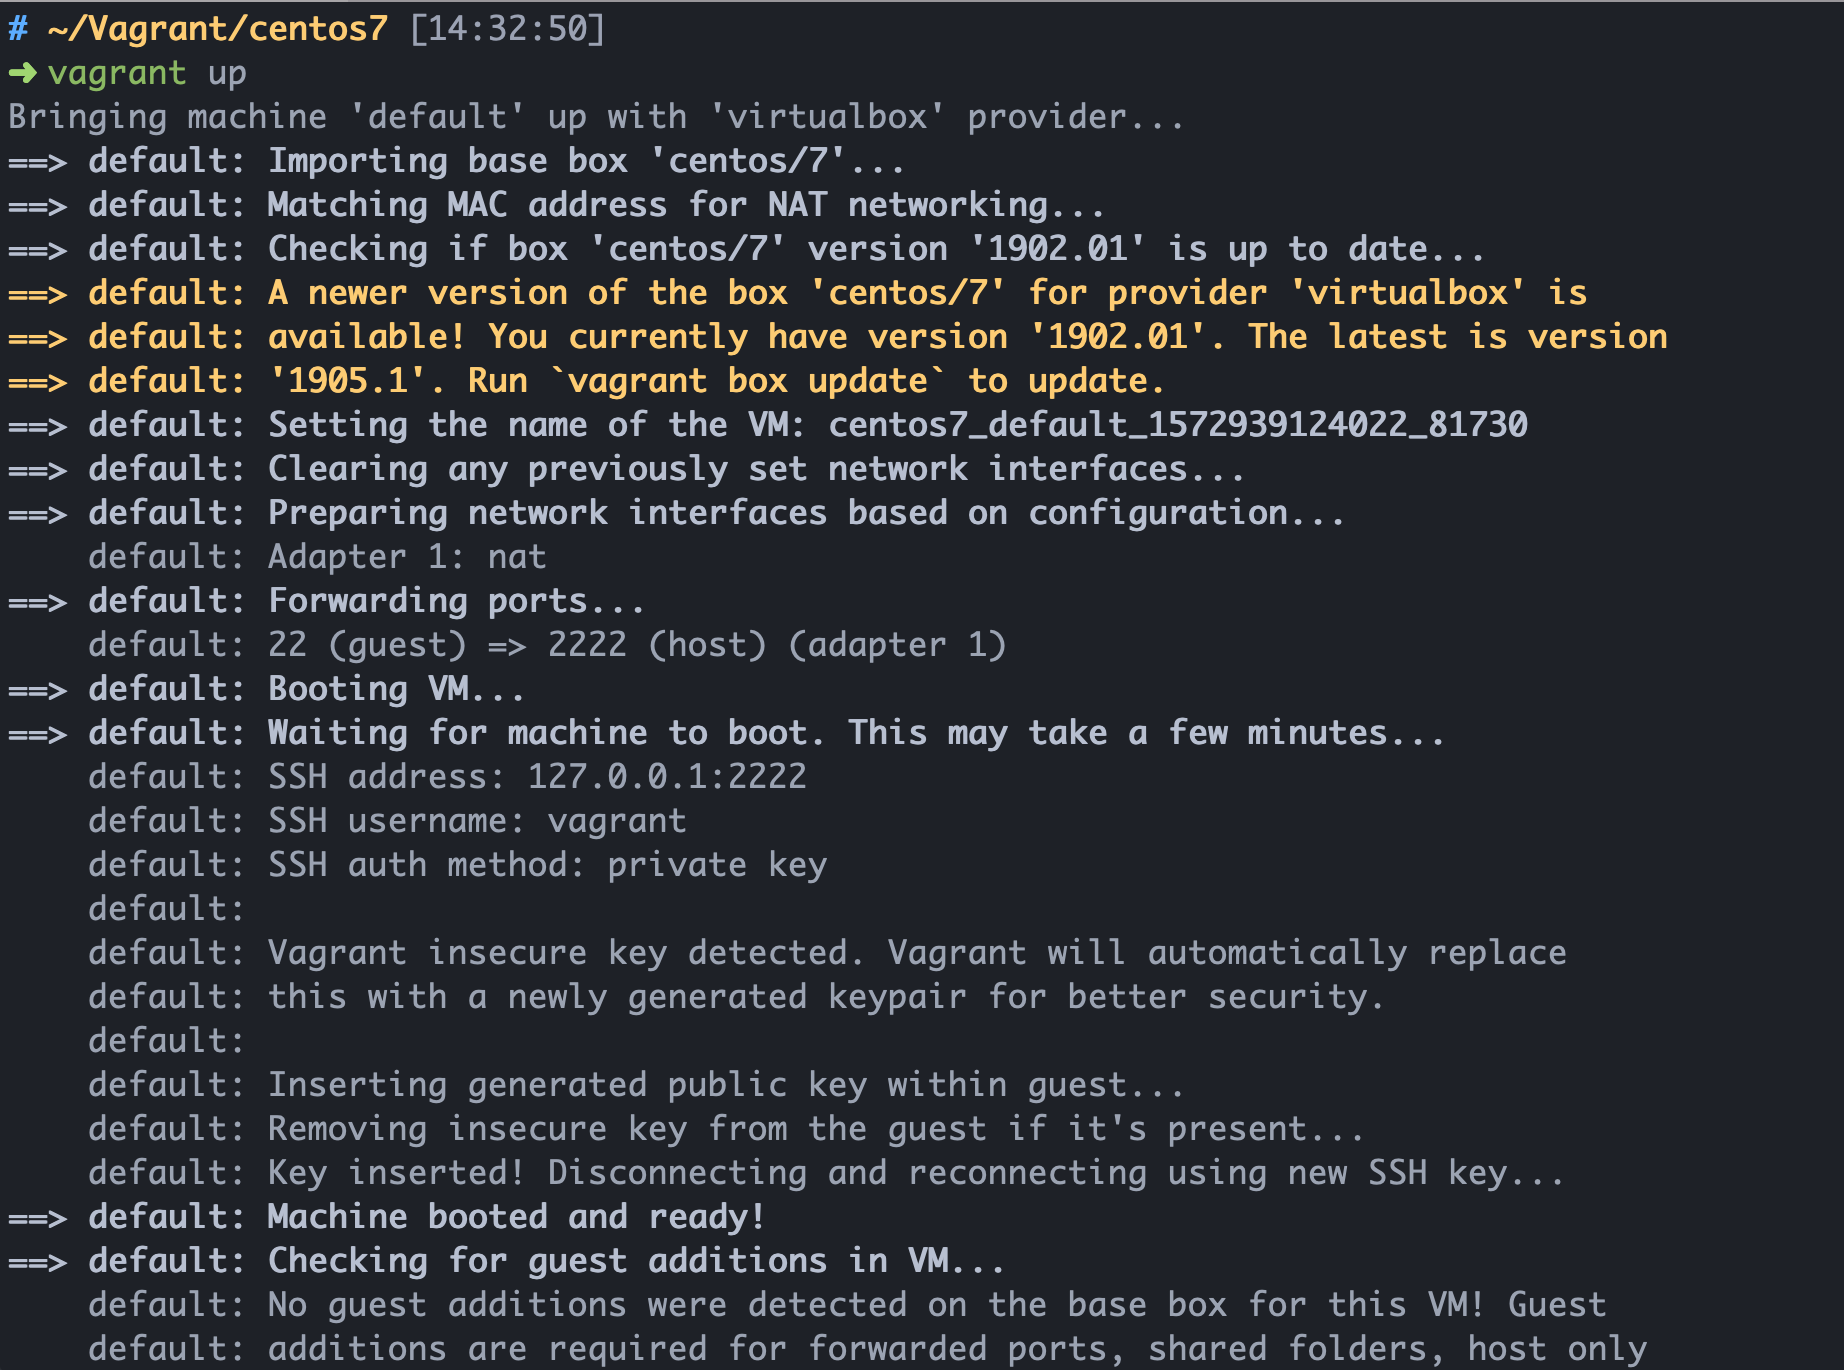 # ~/Vagrant/centos7 [14:32:50]
➜ vagrant up
Bringing machine 'default' up with 'virtualbox' provider...
==> default: Importing base box 'centos/7'...
==> default: Matching MAC address for NAT networking...
==> default: Checking if box 'centos/7' version '1902.01' is up to date...
==> default: A newer version of the box 'centos/7' for provider 'virtualbox' is
==> default: available! You currently have version '1902.01'. The latest is version
==> default: '1905.1'. Run `vagrant box update` to update.
==> default: Setting the name of the VM: centos7_default_1572939124022_81730
==> default: Clearing any previously set network interfaces...
==> default: Preparing network interfaces based on configuration...
    default: Adapter 1: nat
==> default: Forwarding ports...
    default: 22 (guest) => 2222 (host) (adapter 1)
==> default: Booting VM...
==> default: Waiting for machine to boot. This may take a few minutes...
    default: SSH address: 127.0.0.1:2222
    default: SSH username: vagrant
    default: SSH auth method: private key
    default:
    default: Vagrant insecure key detected. Vagrant will automatically replace
    default: this with a newly generated keypair for better security.
    default:
    default: Inserting generated public key within guest...
    default: Removing insecure key from the guest if it's present...
    default: Key inserted! Disconnecting and reconnecting using new SSH key...
==> default: Machine booted and ready!
==> default: Checking for guest additions in VM...
    default: No guest additions were detected on the base box for this VM! Guest
    default: additions are required for forwarded ports, shared folders, host only